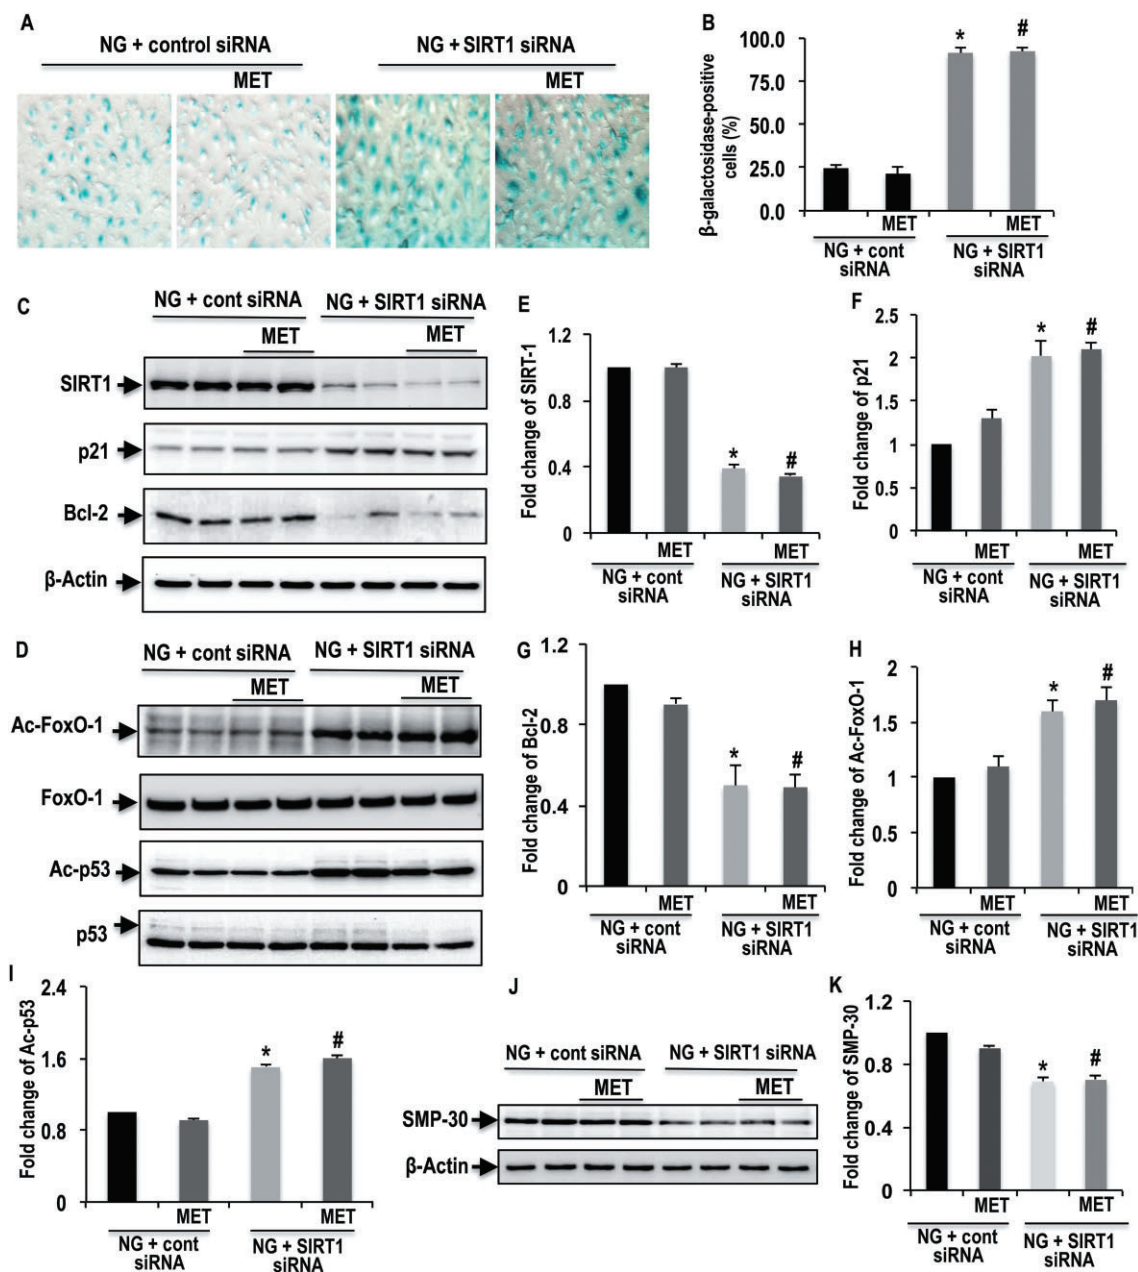 A
NG + control siRNA
NG + SIRT1 siRNA
MET
MET
B
β-galactosidase-positive
cells (%)
100.0
75.0
50.0
25.0
0.0
*
#
MET
MET
NG + cont
siRNA
NG + SIRT1
siRNA
C
NG + cont siRNA
NG + SIRT1 siRNA
MET
MET
SIRT1
p21
Bcl-2
β-Actin
E
Fold change of SIRT-1
1.2
0.8
0.4
0
*
#
MET
MET
NG + cont
siRNA
NG + SIRT1
siRNA
F
Fold change of p21
2.5
2
1.5
1
0.5
0
*
#
MET
MET
NG + cont
siRNA
NG + SIRT1
siRNA
D
NG + cont siRNA
NG + SIRT1 siRNA
MET
MET
Ac-FoxO-1
FoxO-1
Ac-p53
p53
G
Fold change of Bcl-2
1.2
0.8
0.4
0
*
#
MET
MET
NG + cont
siRNA
NG + SIRT1
siRNA
H
Fold change of Ac-FoxO-1
2
1.5
1
0.5
0
*
#
MET
MET
NG + cont
siRNA
NG + SIRT1
siRNA
I
Fold change of Ac-p53
2.4
1.6
0.8
0
*
#
MET
MET
NG + cont
siRNA
NG + SIRT1
siRNA
J
NG + cont siRNA
NG + SIRT1 siRNA
MET
MET
SMP-30
β-Actin
K
Fold change of SMP-30
1.2
0.8
0.4
0
*
#
MET
MET
NG + cont
siRNA
NG + SIRT1
siRNA